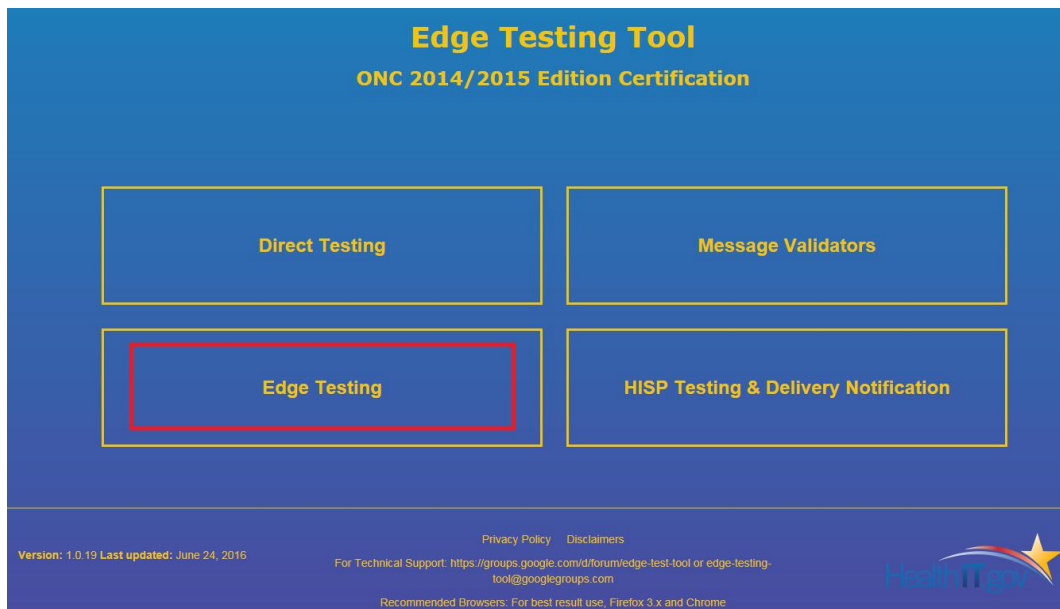 Edge Testing Tool
ONC 2014/2015 Edition Certification
Direct Testing
Message Validators
Edge Testing
HISP Testing & Delivery Notification
Version: 1.0.19 Last updated: June 24, 2016
Privacy Policy Disclaimers
For Technical Support: https://groups.google.com/d/forum/edge-test-tool or edge-testing-
tool@googlegroups.com
Recommended Browsers: For best result use, Firefox 3.x and Chrome
HealthIT.gov